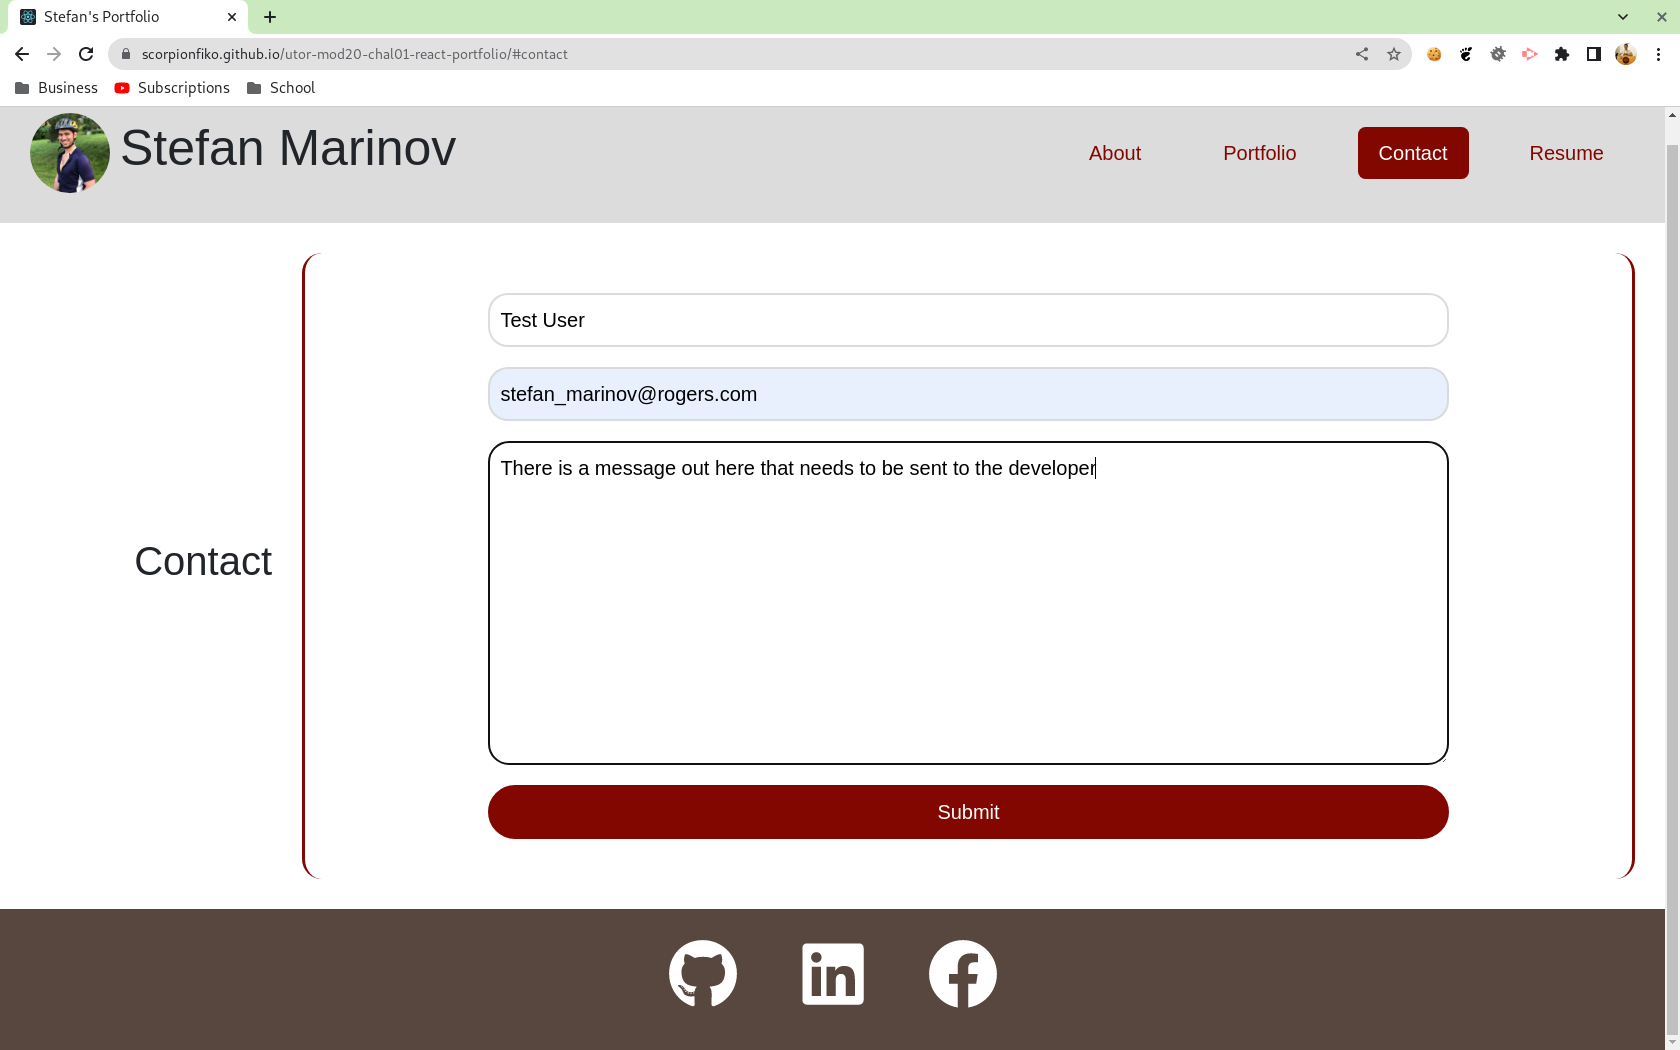 Stefan's Portfolio
scorpionfiko.github.io/utor-mod20-chal01-react-portfolio/#contact
Business Subscriptions School
Stefan Marinov About Portfolio Contact Resume
Test User
stefan_marinov@rogers.com
There is a message out here that needs to be sent to the developer
Contact
Submit
in